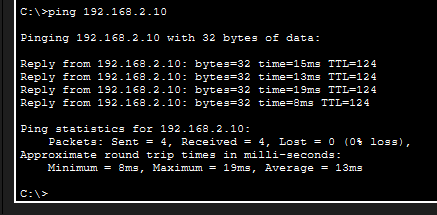 C:\>ping 192.168.2.10
Pinging 192.168.2.10 with 32 bytes of data:
Reply from 192.168.2.10: bytes=32 time=15ms TTL=124
Reply from 192.168.2.10: bytes=32 time=13ms TTL=124
Reply from 192.168.2.10: bytes=32 time=19ms TTL=124
Reply from 192.168.2.10: bytes=32 time=8ms TTL=124
Ping statistics for 192.168.2.10:
    Packets: Sent = 4, Received = 4, Lost = 0 (0% loss),
Approximate round trip times in milli-seconds:
    Minimum = 8ms, Maximum = 19ms, Average = 13ms
C:\>